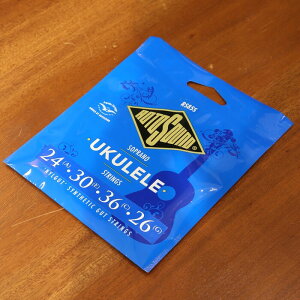 RS85S
ROTOSOUND
SOPRANO
UKULELE
STRINGS
24(A)•30(E)•36(C)•26(G)
NYLGUT • SYNTHETIC GUT STRINGS